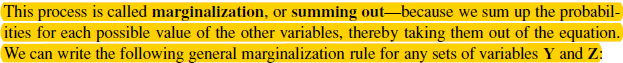 This process is called marginalization, or summing out—because we sum up the probabil-
ities for each possible value of the other variables, thereby taking them out of the equation.
We can write the following general marginalization rule for any sets of variables Y and Z: